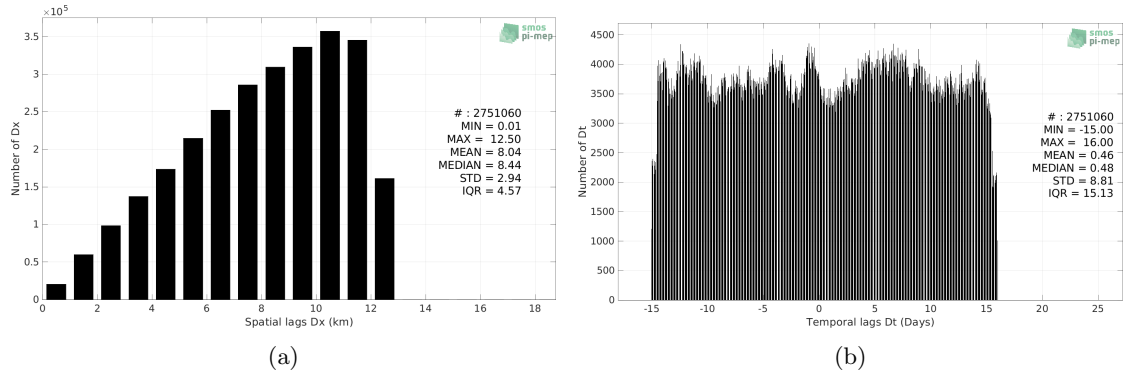 ×10⁵
3.5
3
2.5
2
1.5
1
0.5
0
0 2 4 6 8 10 12 14 16 18
Number of Dx
Spatial lags Dx (km)
smos
pi-mep
# : 2751060
MIN = 0.01
MAX = 12.50
MEAN = 8.04
MEDIAN = 8.44
STD = 2.94
IQR = 4.57
(a)
4500
4000
3500
3000
2500
2000
1500
1000
500
0
-15 -10 -5 0 5 10 15 20 25
Number of Dt
Temporal lags Dt (Days)
smos
pi-mep
# : 2751060
MIN = -15.00
MAX = 16.00
MEAN = 0.46
MEDIAN = 0.48
STD = 8.81
IQR = 15.13
(b)